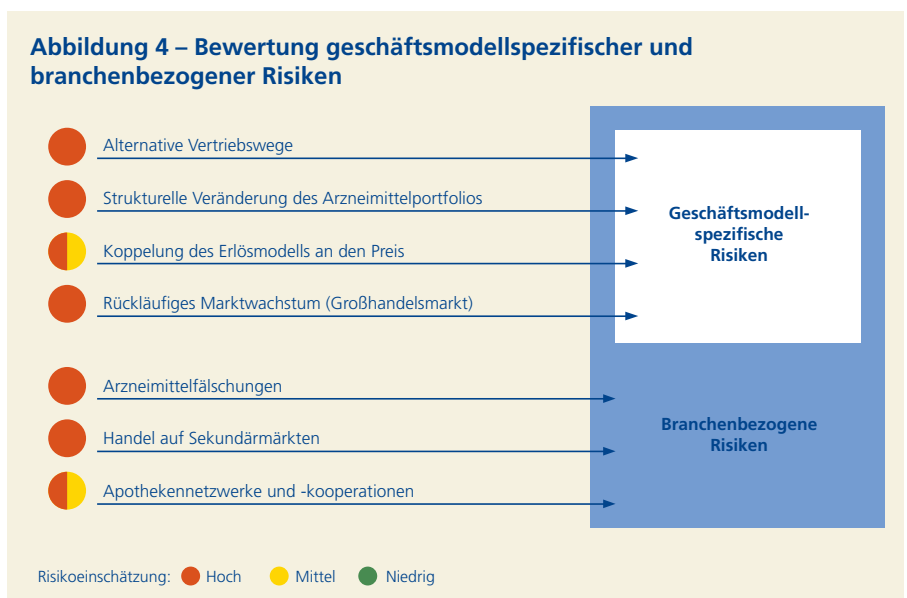 Abbildung 4 – Bewertung geschäftsmodellspezifischer und
branchenbezogener Risiken
Alternative Vertriebswege
Strukturelle Veränderung des Arzneimittelportfolios
Koppelung des Erlösmodells an den Preis
Rückläufiges Marktwachstum (Großhandelsmarkt)
Geschäftsmodell-
spezifische
Risiken
Arzneimittelfälschungen
Handel auf Sekundärmärkten
Apothekennetzwerke und -kooperationen
Branchenbezogene
Risiken
Risikoeinschätzung: Hoch Mittel Niedrig